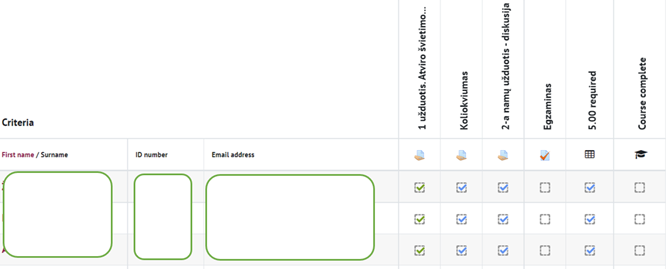 1 užduotis. Atviro švietimo...
Koliokviumas
2-a namų užduotis - diskusija
Egzaminas
5.00 required
Course complete
Criteria
First name / Surname
ID number
Email address